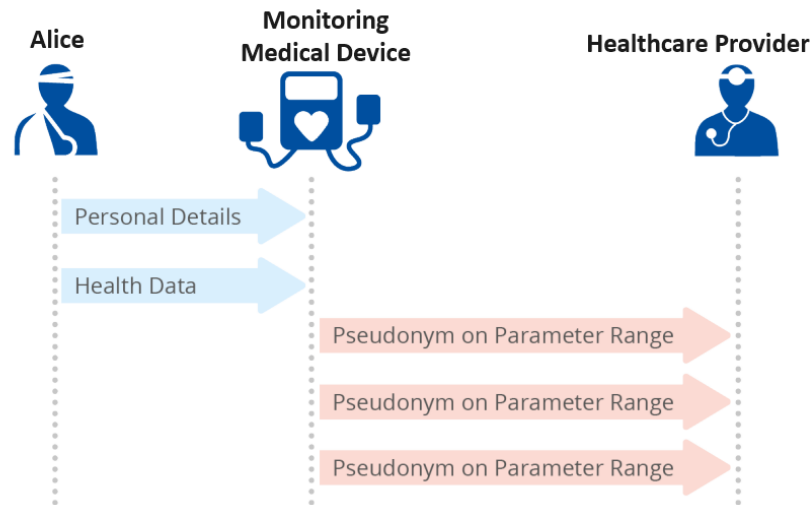 Alice
Monitoring
Medical Device
Healthcare Provider
Personal Details
Health Data
Pseudonym on Parameter Range
Pseudonym on Parameter Range
Pseudonym on Parameter Range